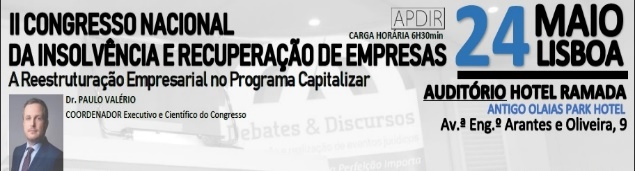 II CONGRESSO NACIONAL
APDIR
CARGA HORÁRIA 6H30min
DA INSOLVÊNCIA E RECUPERAÇÃO DE EMPRESAS
A Reestruturação Empresarial no Programa Capitalizar
24 MAIO
LISBOA
Dr. PAULO VALÉRIO
COORDENADOR Executivo e Científico do Congresso
AUDITÓRIO HOTEL RAMADA
ANTIGO OLAIAS PARK HOTEL
Av.ª Eng.º Arantes e Oliveira, 9
Debates & Discursos
Perfeição Importa